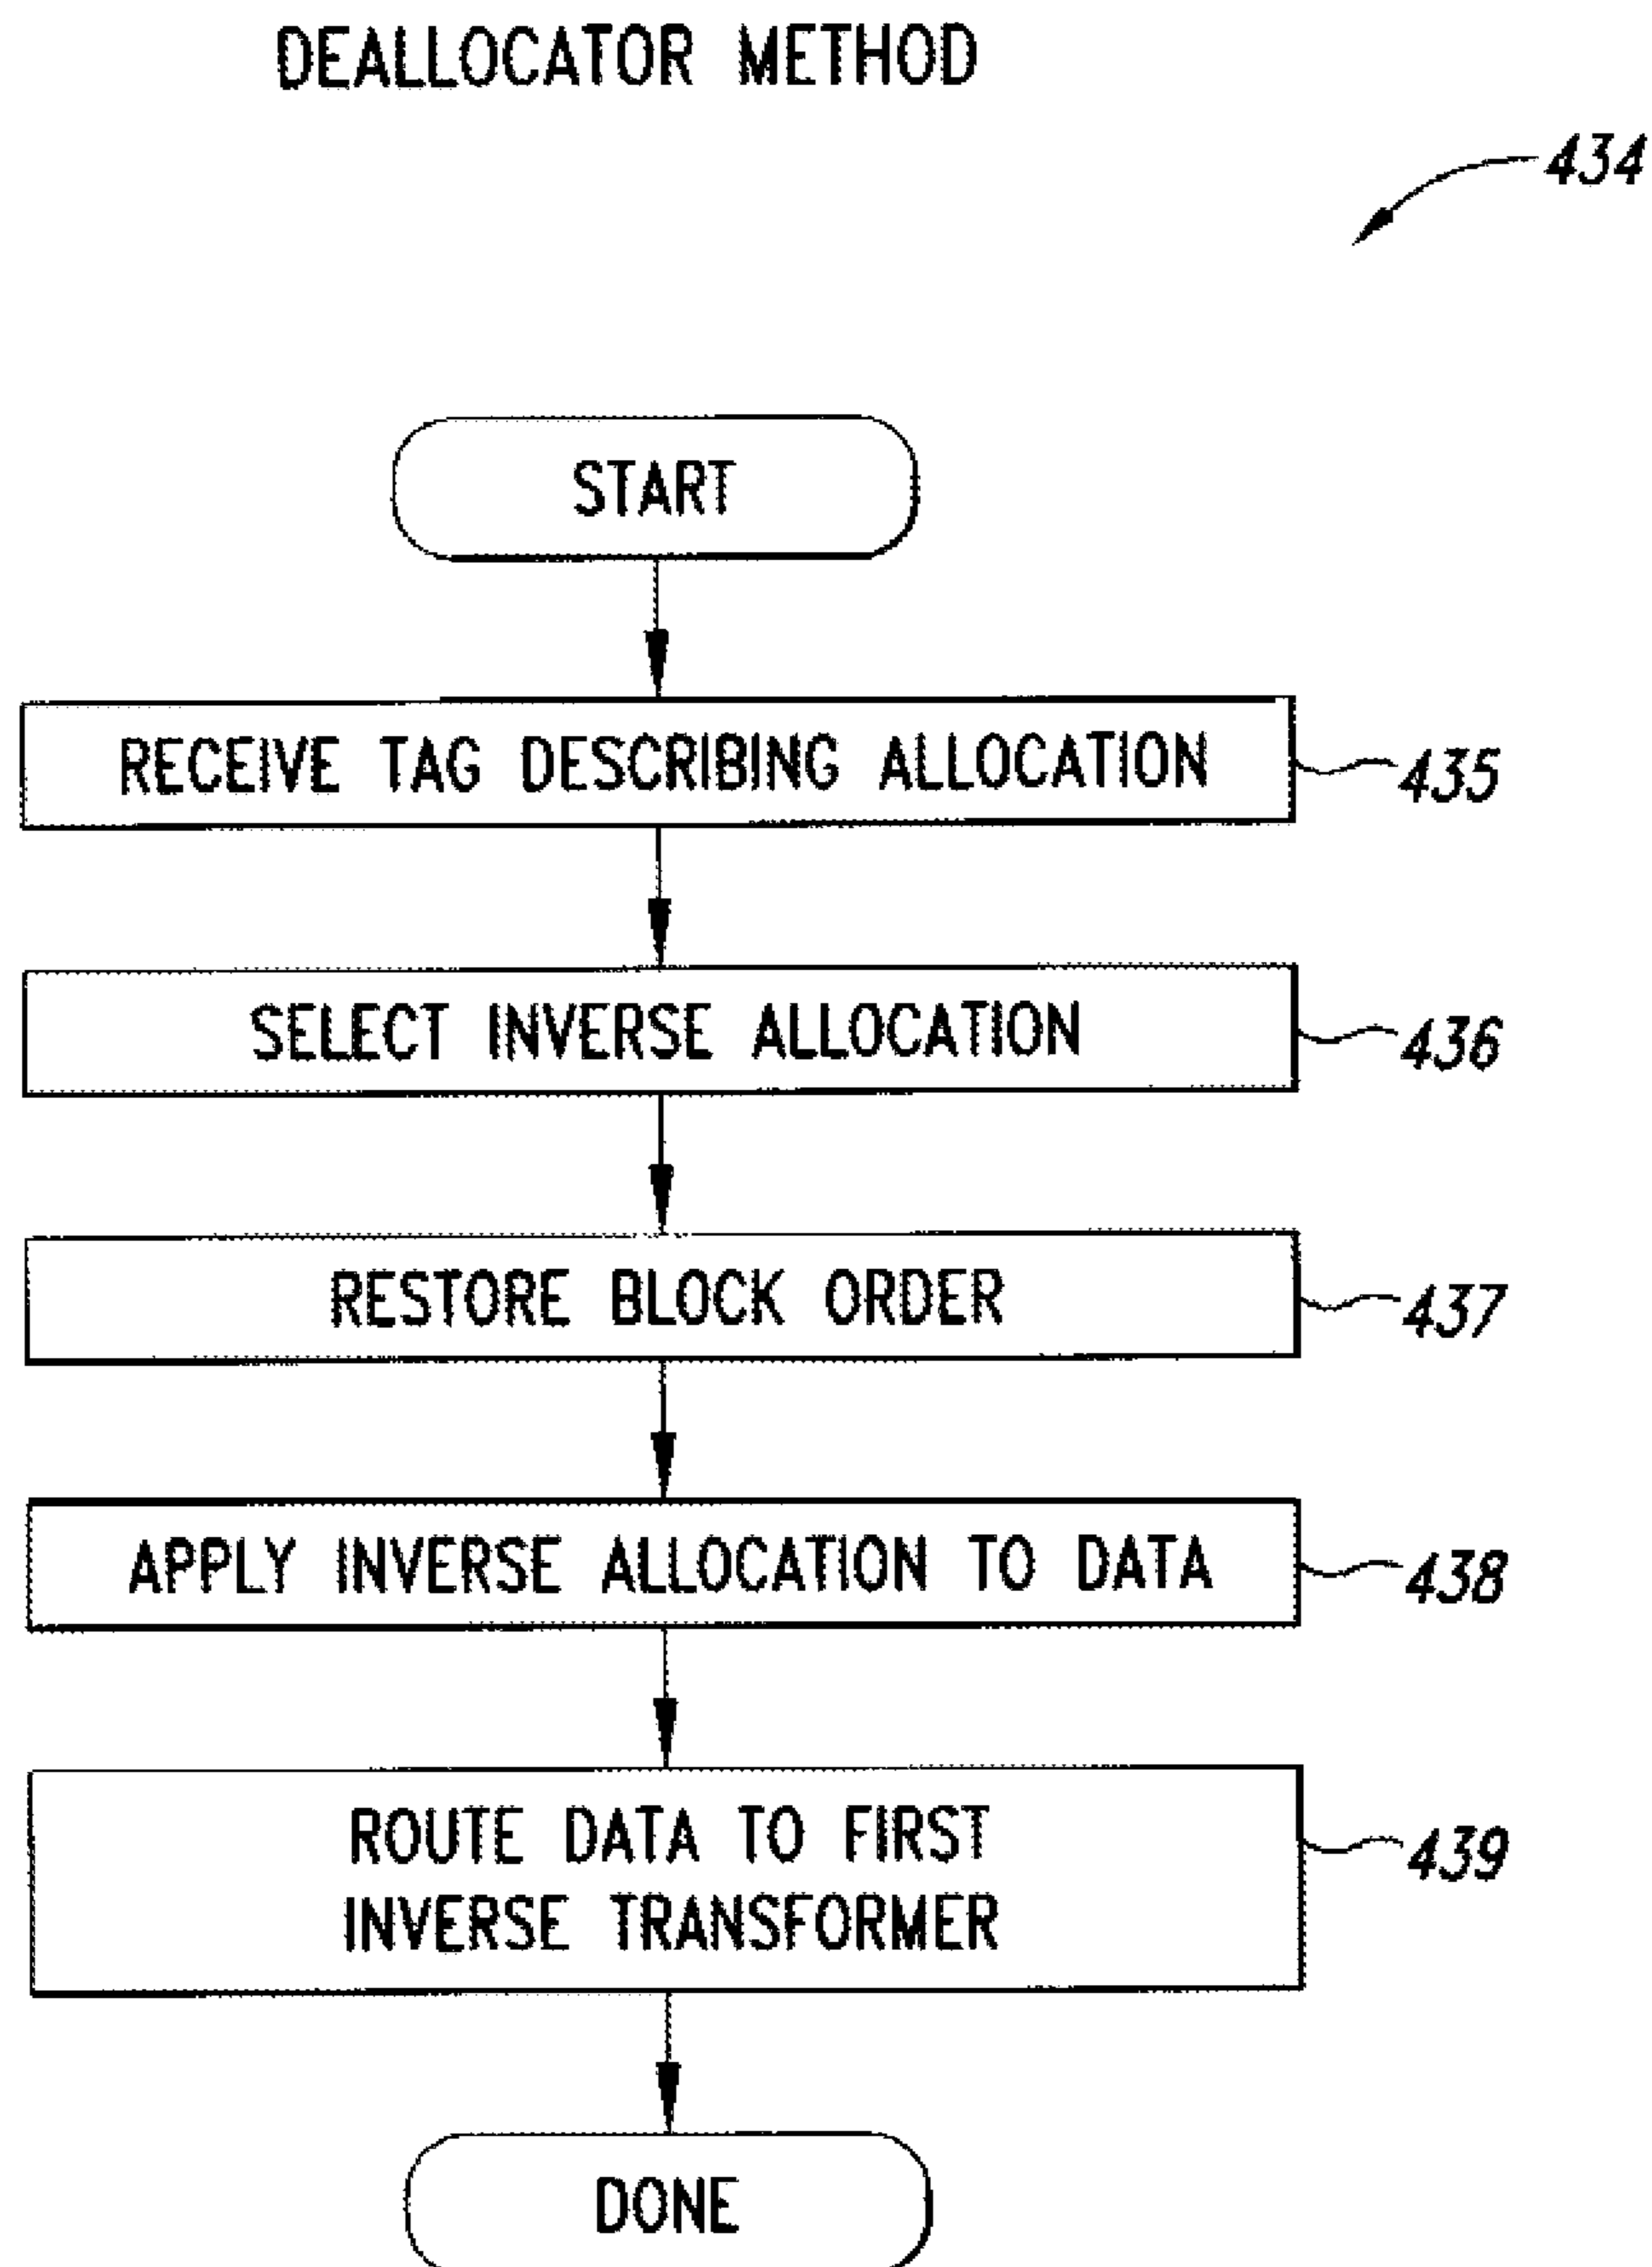 DEALLOCATOR METHOD
434
START
RECEIVE TAG DESCRIBING ALLOCATION
435
SELECT INVERSE ALLOCATION
436
RESTORE BLOCK ORDER
437
APPLY INVERSE ALLOCATION TO DATA
438
ROUTE DATA TO FIRST
INVERSE TRANSFORMER
439
DONE